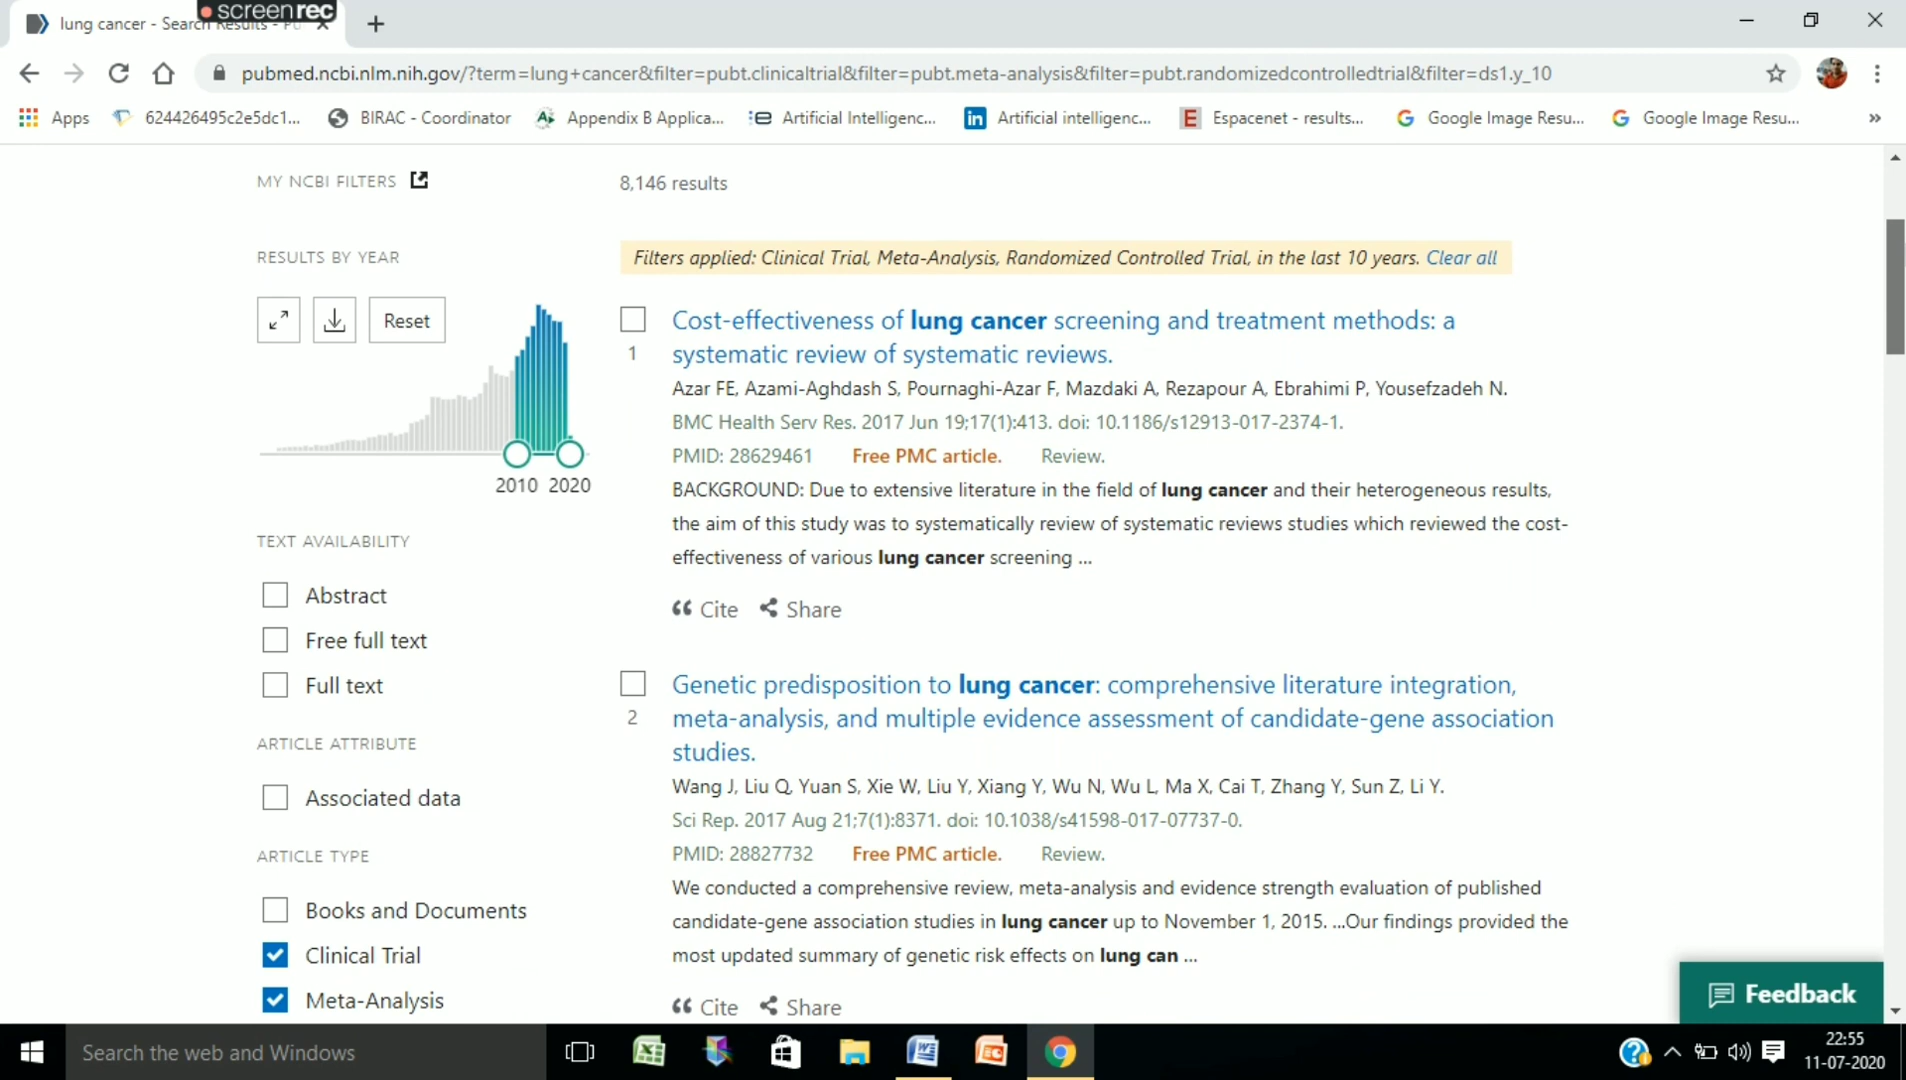 screenrec
lung cancer - Search Results - Pu
pubmed.ncbi.nlm.nih.gov/?term=lung+cancer&filter=pubt.clinicaltrial&filter=pubt.meta-analysis&filter=pubt.randomizedcontrolledtrial&filter=ds1.y_10
Apps 624426495c2e5dc1... BIRAC - Coordinator Appendix B Applica... Artificial Intelligenc... Artificial intelligenc... Espacenet - results... Google Image Resu... Google Image Resu... »
MY NCBI FILTERS
8,146 results
RESULTS BY YEAR
Reset
2010 2020
TEXT AVAILABILITY
Abstract
Free full text
Full text
ARTICLE ATTRIBUTE
Associated data
ARTICLE TYPE
Books and Documents
Clinical Trial
Meta-Analysis
Filters applied: Clinical Trial, Meta-Analysis, Randomized Controlled Trial, in the last 10 years. Clear all
1
Cost-effectiveness of lung cancer screening and treatment methods: a
systematic review of systematic reviews.
Azar FE, Azami-Aghdash S, Pournaghi-Azar F, Mazdaki A, Rezapour A, Ebrahimi P, Yousefzadeh N.
BMC Health Serv Res. 2017 Jun 19;17(1):413. doi: 10.1186/s12913-017-2374-1.
PMID: 28629461 Free PMC article. Review.
BACKGROUND: Due to extensive literature in the field of lung cancer and their heterogeneous results,
the aim of this study was to systematically review of systematic reviews studies which reviewed the cost-
effectiveness of various lung cancer screening ...
Cite Share
2
Genetic predisposition to lung cancer: comprehensive literature integration,
meta-analysis, and multiple evidence assessment of candidate-gene association
studies.
Wang J, Liu Q, Yuan S, Xie W, Liu Y, Xiang Y, Wu N, Wu L, Ma X, Cai T, Zhang Y, Sun Z, Li Y.
Sci Rep. 2017 Aug 21;7(1):8371. doi: 10.1038/s41598-017-07737-0.
PMID: 28827732 Free PMC article. Review.
We conducted a comprehensive review, meta-analysis and evidence strength evaluation of published
candidate-gene association studies in lung cancer up to November 1, 2015. ...Our findings provided the
most updated summary of genetic risk effects on lung can ...
Cite Share
Feedback
Search the web and Windows
22:55
11-07-2020